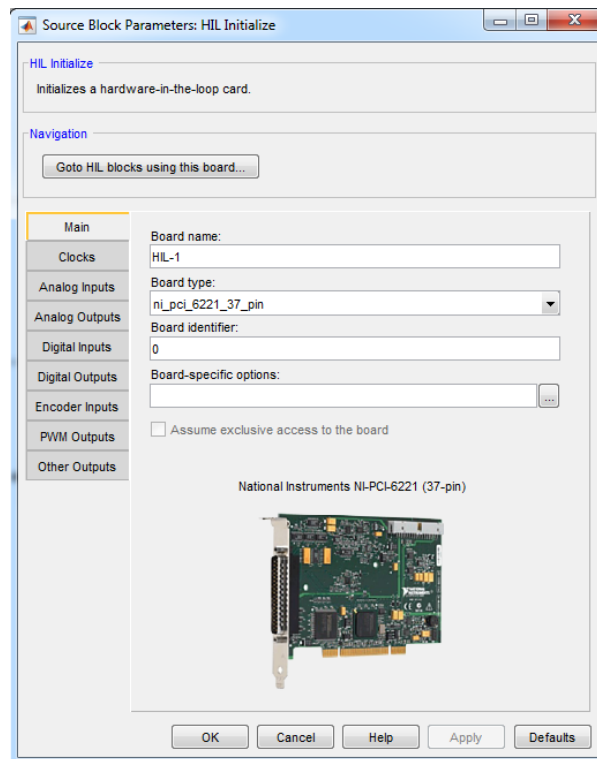 Source Block Parameters: HIL Initialize
HIL Initialize
Initializes a hardware-in-the-loop card.
Navigation
Goto HIL blocks using this board...
Main
Clocks
Analog Inputs
Analog Outputs
Digital Inputs
Digital Outputs
Encoder Inputs
PWM Outputs
Other Outputs
Board name:
HIL-1
Board type:
ni_pci_6221_37_pin
Board identifier:
0
Board-specific options:
...
Assume exclusive access to the board
National Instruments NI-PCI-6221 (37-pin)
OK
Cancel
Help
Apply
Defaults